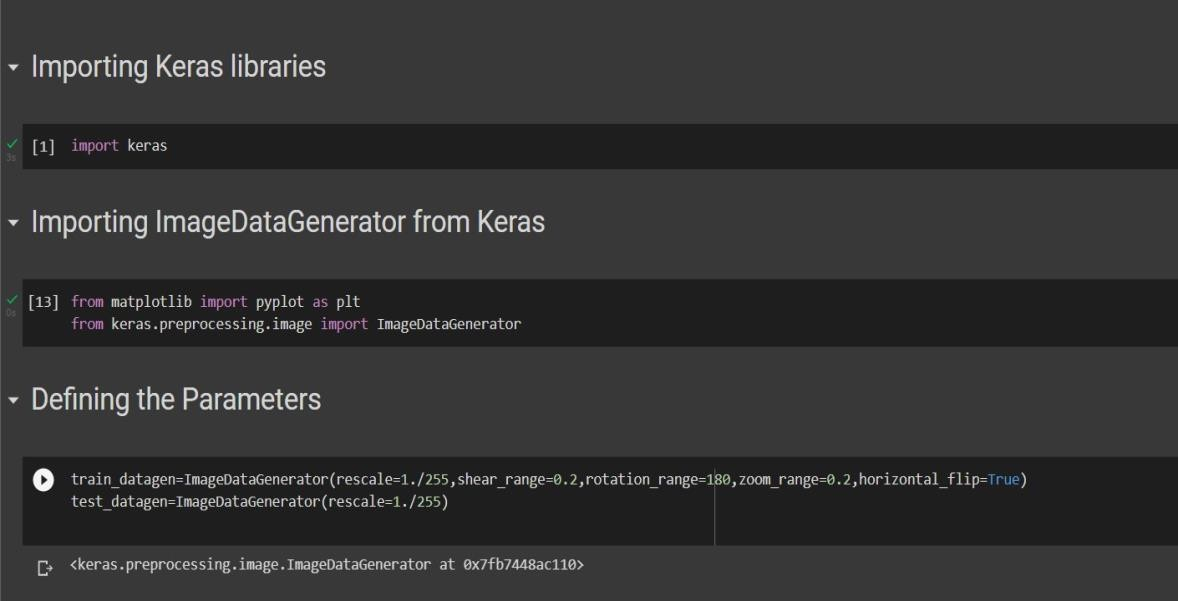 Importing Keras libraries
3s
[1] import keras
Importing ImageDataGenerator from Keras
0s
[13] from matplotlib import pyplot as plt
from keras.preprocessing.image import ImageDataGenerator
Defining the Parameters
train_datagen=ImageDataGenerator(rescale=1./255,shear_range=0.2,rotation_range=180,zoom_range=0.2,horizontal_flip=True)
test_datagen=ImageDataGenerator(rescale=1./255)
<keras.preprocessing.image.ImageDataGenerator at 0x7fb7448ac110>